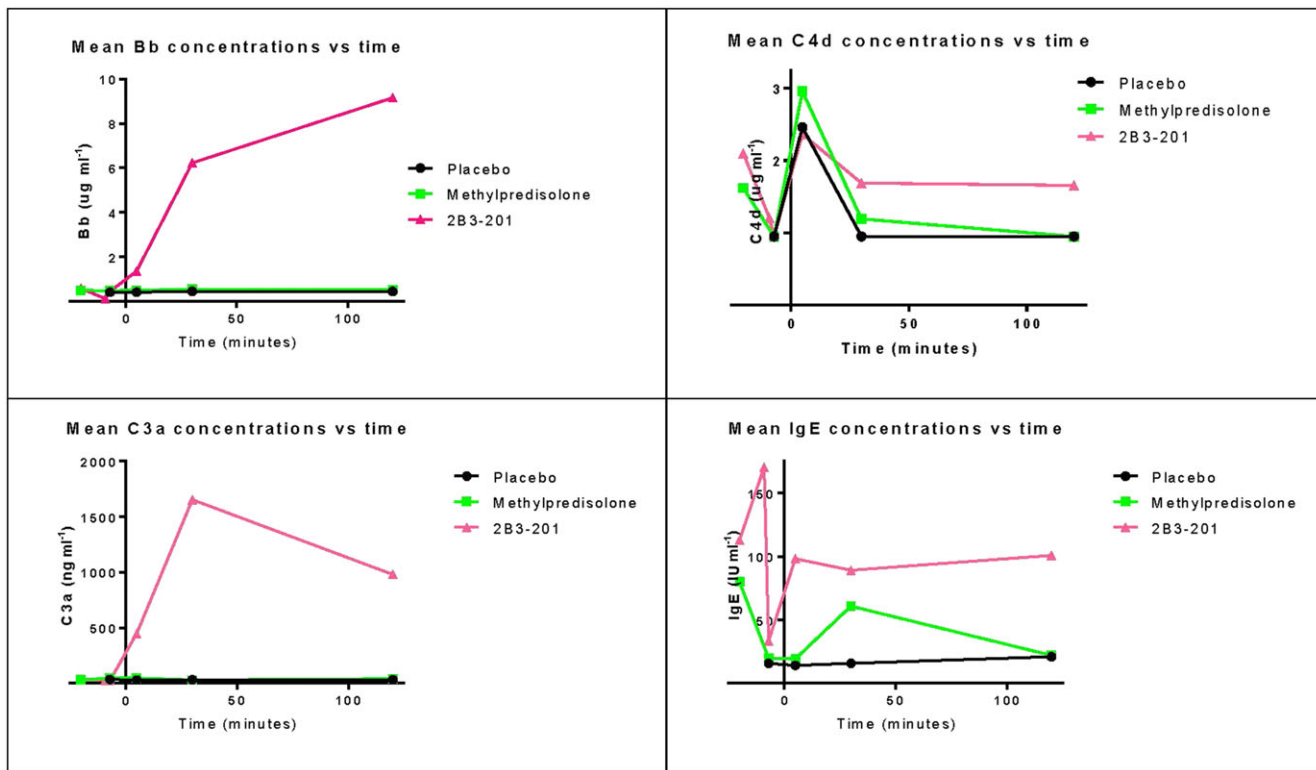 Mean Bb concentrations vs time
10
8
6
4
2
Bb (ug ml-1)
0 50 100
Time (minutes)
Placebo
Methylpredisolone
2B3-201
Mean C4d concentrations vs time
3
2
C4d (ug ml-1)
0 50 100
Time (minutes)
Placebo
Methylpredisolone
2B3-201
Mean C3a concentrations vs time
2000
1500
1000
500
C3a (ng ml-1)
0 50 100
Time (minutes)
Placebo
Methylpredisolone
2B3-201
Mean IgE concentrations vs time
150
100
50
IgE (IU ml-1)
0 50 100
Time (minutes)
Placebo
Methylpredisolone
2B3-201